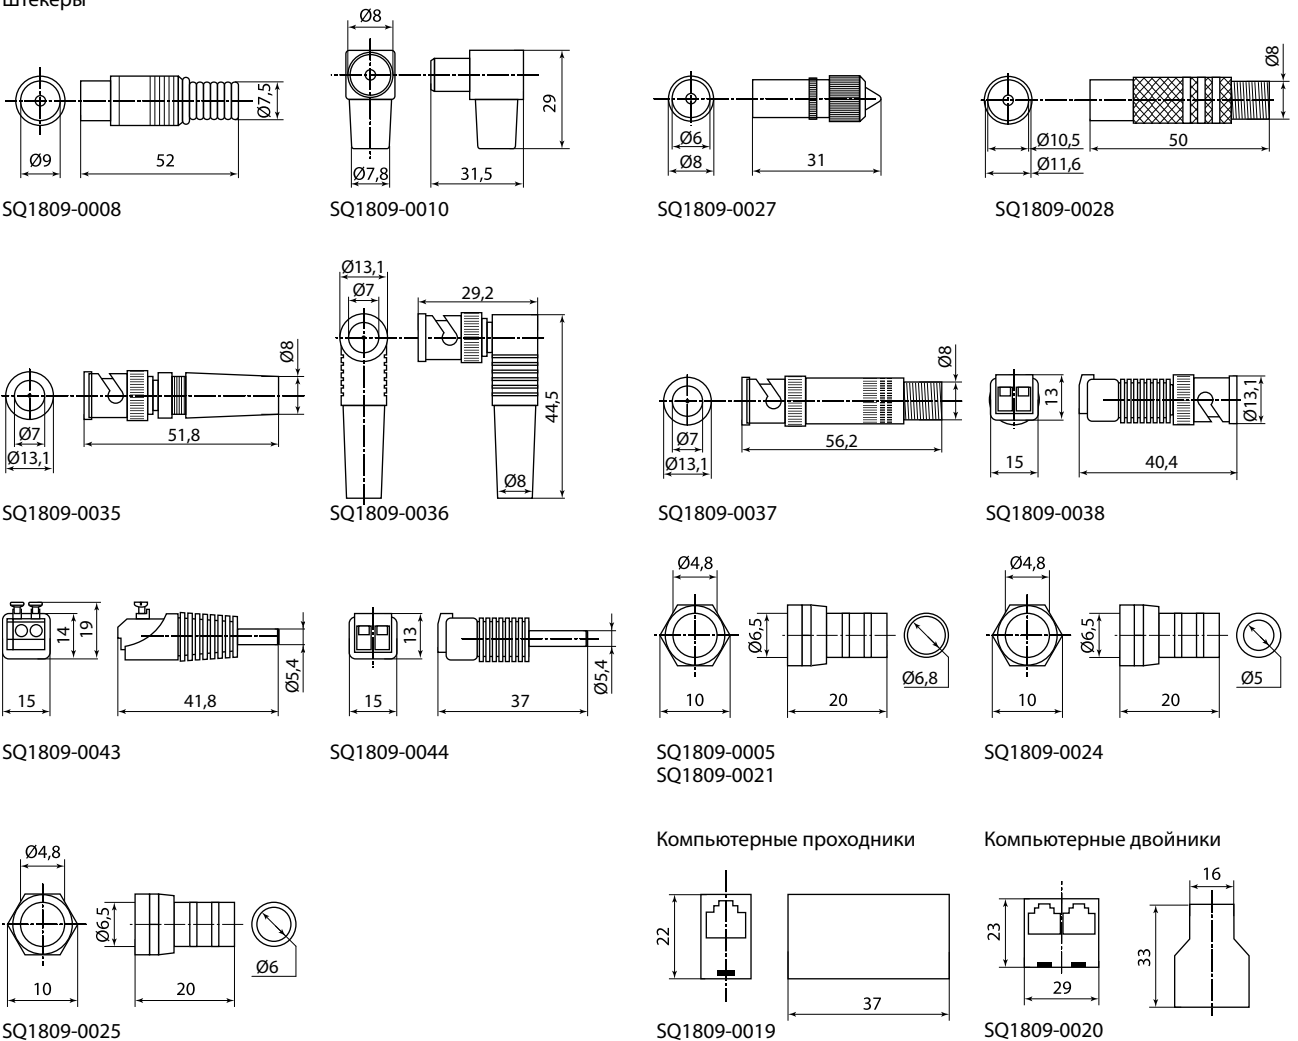 Штекеры
Ø8
Ø9
52
Ø7,5
SQ1809-0008
Ø7,8
31,5
29
SQ1809-0010
Ø6
Ø8
31
SQ1809-0027
Ø8
Ø10,5
Ø11,6
50
SQ1809-0028
Ø7
Ø13,1
51,8
Ø8
SQ1809-0035
Ø13,1
Ø7
29,2
44,5
Ø8
SQ1809-0036
Ø7
Ø13,1
56,2
Ø8
SQ1809-0037
15
13
40,4
Ø13,1
SQ1809-0038
14
19
15
41,8
Ø5,4
SQ1809-0043
13
15
37
Ø5,4
SQ1809-0044
Ø4,8
Ø6,5
10
20
Ø6,8
SQ1809-0005
SQ1809-0021
Ø4,8
Ø6,5
10
20
Ø5
SQ1809-0024
Ø4,8
Ø6,5
10
20
Ø6
SQ1809-0025
Компьютерные проходники
22
37
SQ1809-0019
Компьютерные двойники
23
29
16
33
SQ1809-0020